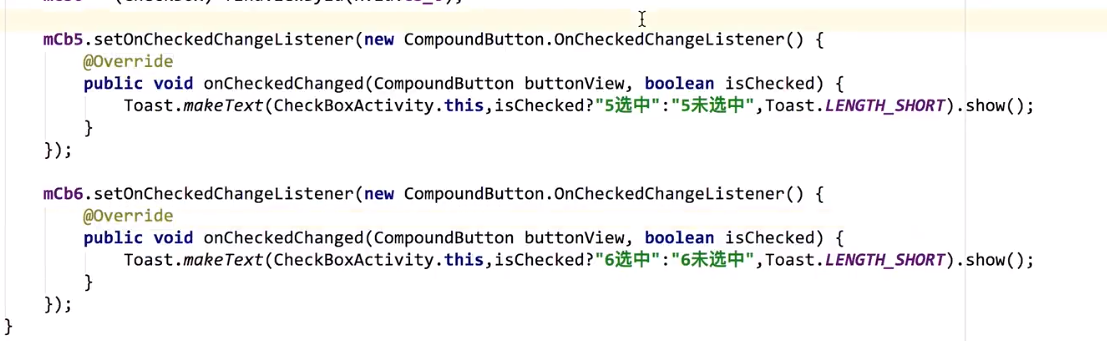 mCb5.setOnCheckedChangeListener(new CompoundButton.OnCheckedChangeListener() {
@Override
public void onCheckedChanged(CompoundButton buttonView, boolean isChecked) {
Toast.makeText(CheckBoxActivity.this,isChecked?"5选中":"5未选中",Toast.LENGTH_SHORT).show();
}
});
mCb6.setOnCheckedChangeListener(new CompoundButton.OnCheckedChangeListener() {
@Override
public void onCheckedChanged(CompoundButton buttonView, boolean isChecked) {
Toast.makeText(CheckBoxActivity.this,isChecked?"6选中":"6未选中",Toast.LENGTH_SHORT).show();
}
});
}